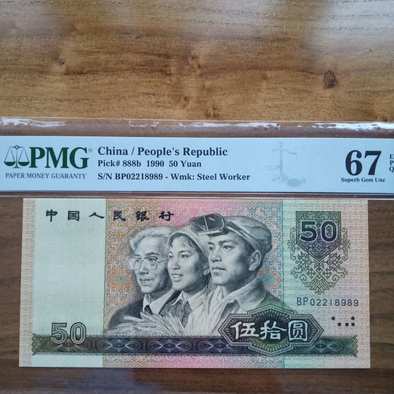 PMG
PAPER MONEY GUARANTY
China / People's Republic
Pick# 888b 1990 50 Yuan
S/N BP02218989 - Wmk: Steel Worker
67
Superb Gem Unc
E
P
Q
中国人民银行
50
BP02218989
50
伍拾圆